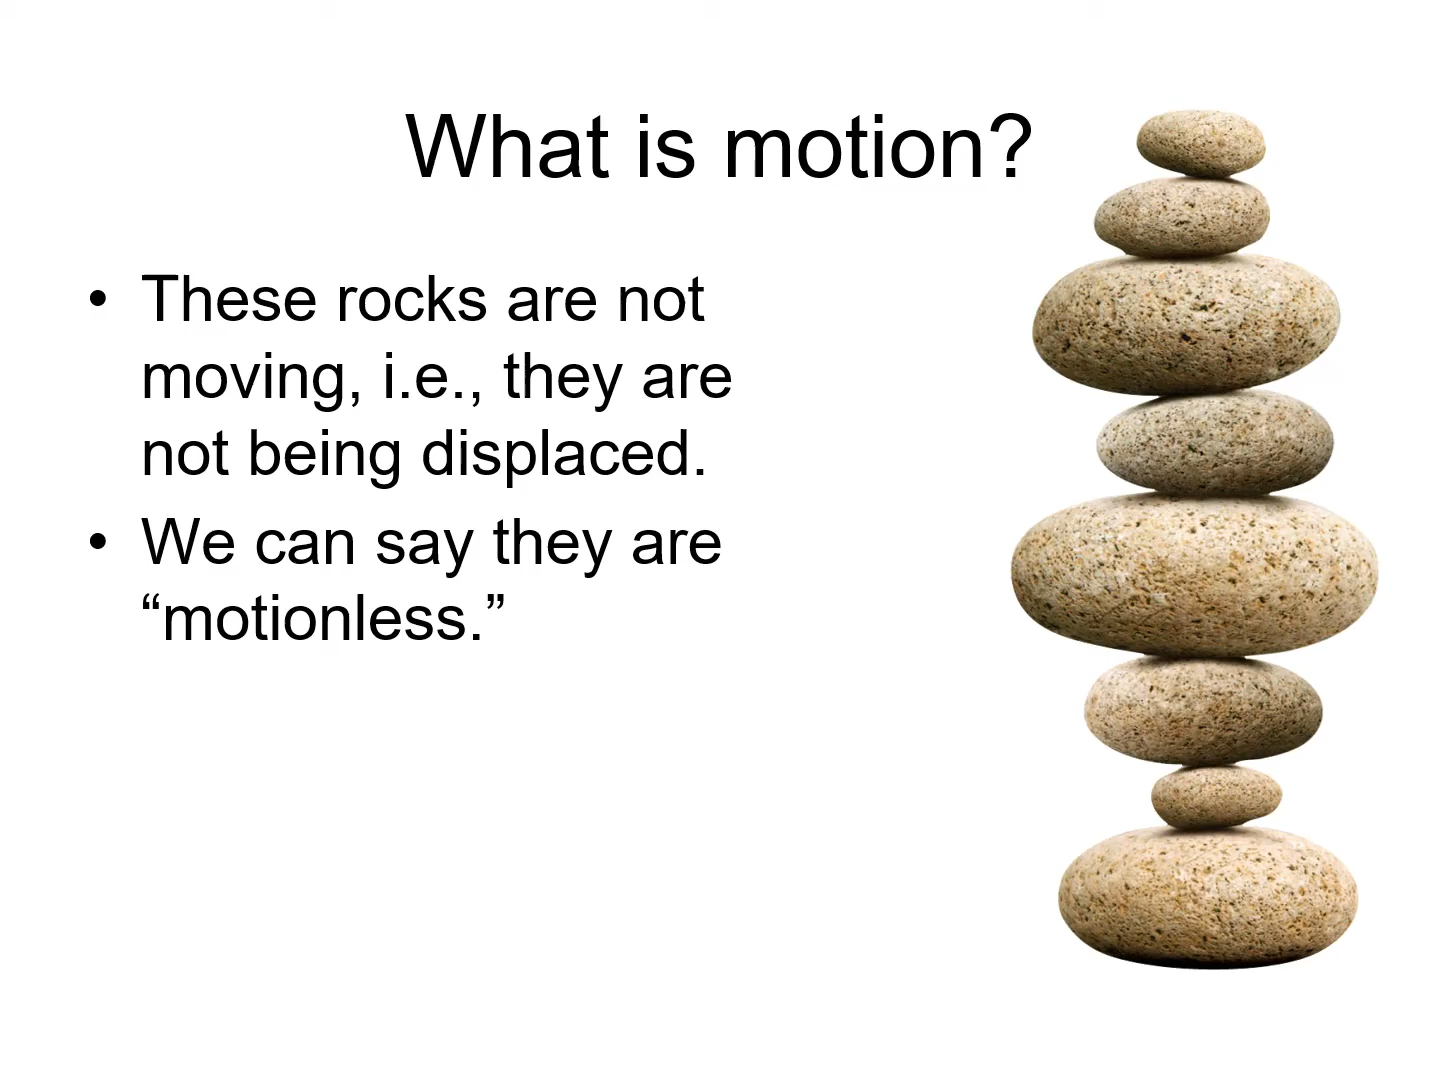 What is motion?
• These rocks are not
moving, i.e., they are
not being displaced.
• We can say they are
“motionless.”